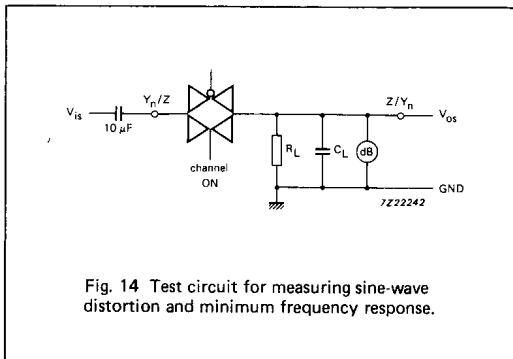 Vis
10 µF
Yn/Z
channel
ON
RL
CL
dB
Z/Yn
Vos
GND
7Z22242
Fig. 14 Test circuit for measuring sine-wave
distortion and minimum frequency response.